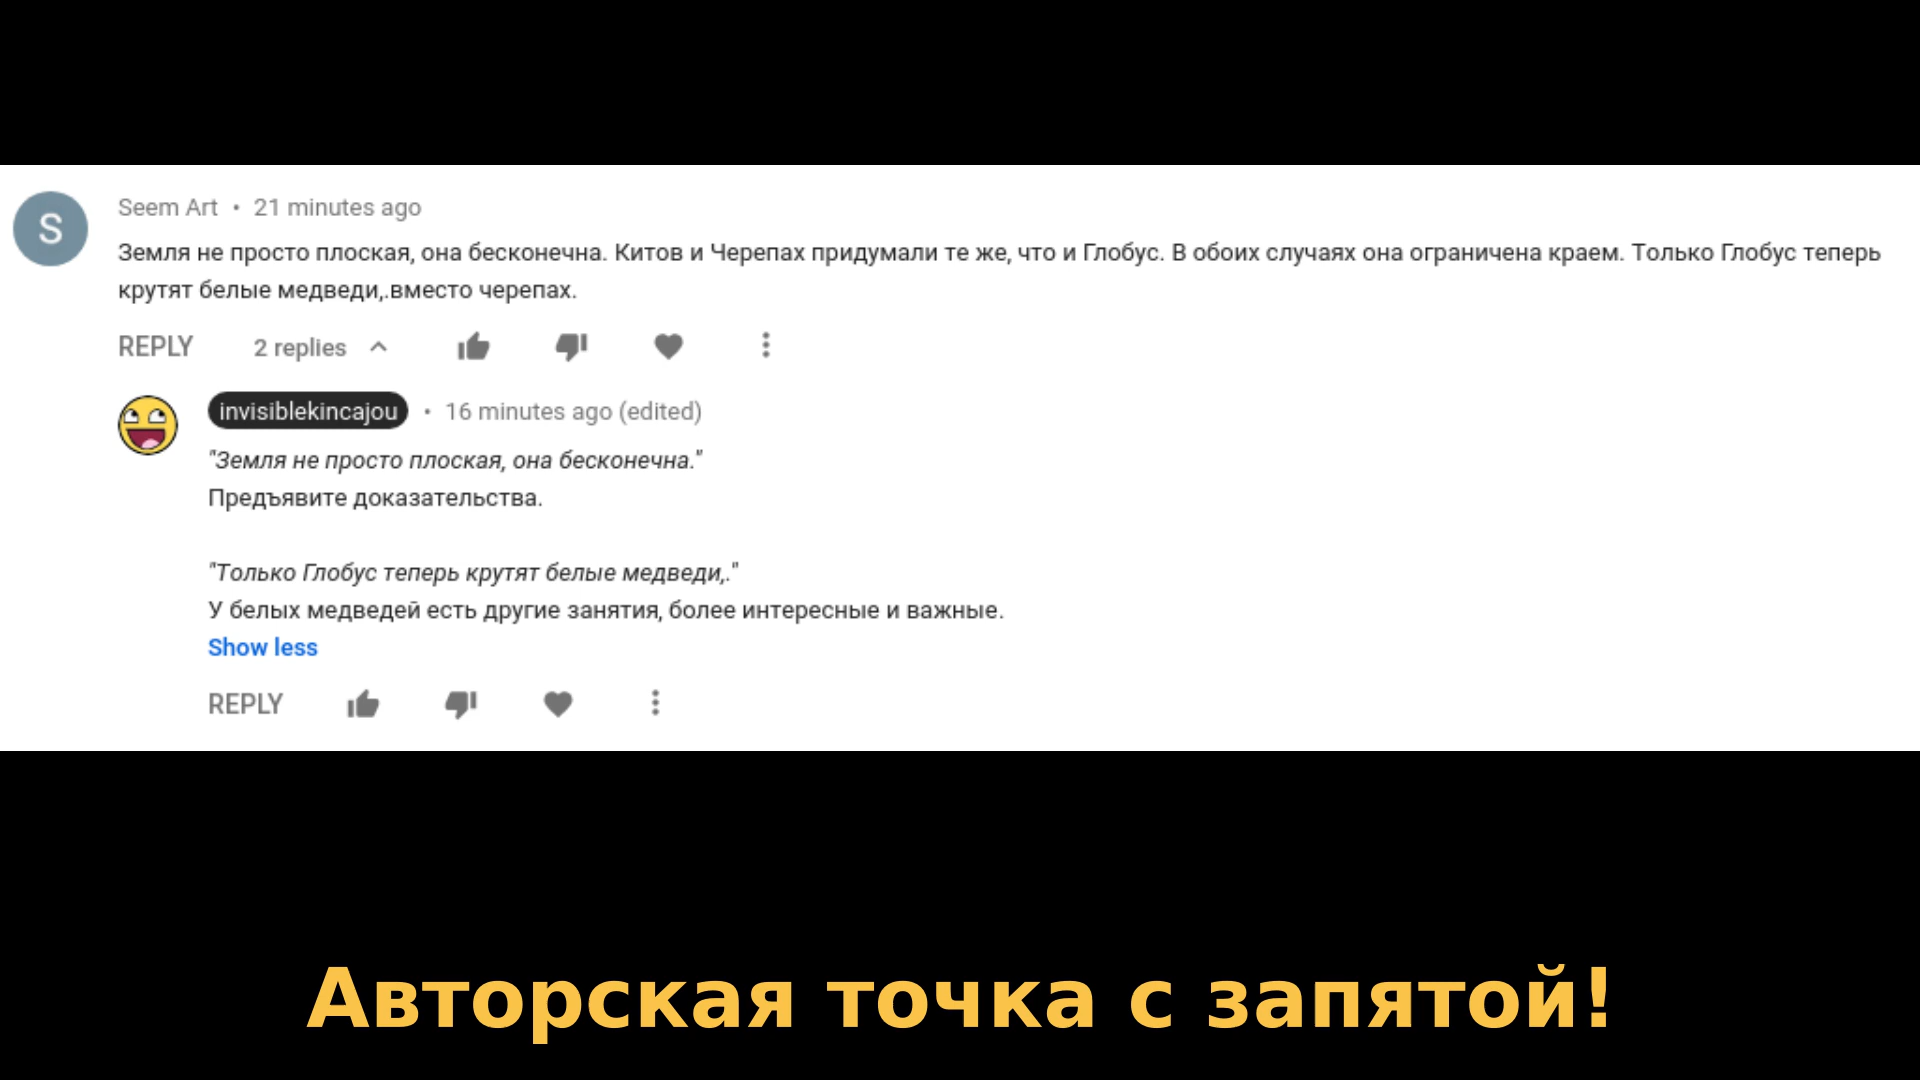 S
Seem Art • 21 minutes ago
Земля не просто плоская, она бесконечна. Китов и Черепах придумали те же, что и Глобус. В обоих случаях она ограничена краем. Только Глобус теперь
крутят белые медведи,.вместо черепах.
REPLY 2 replies
invisiblekincajou • 16 minutes ago (edited)
"Земля не просто плоская, она бесконечна."
Предъявите доказательства.
"Только Глобус теперь крутят белые медведи,."
У белых медведей есть другие занятия, более интересные и важные.
Show less
REPLY
Авторская точка с запятой!